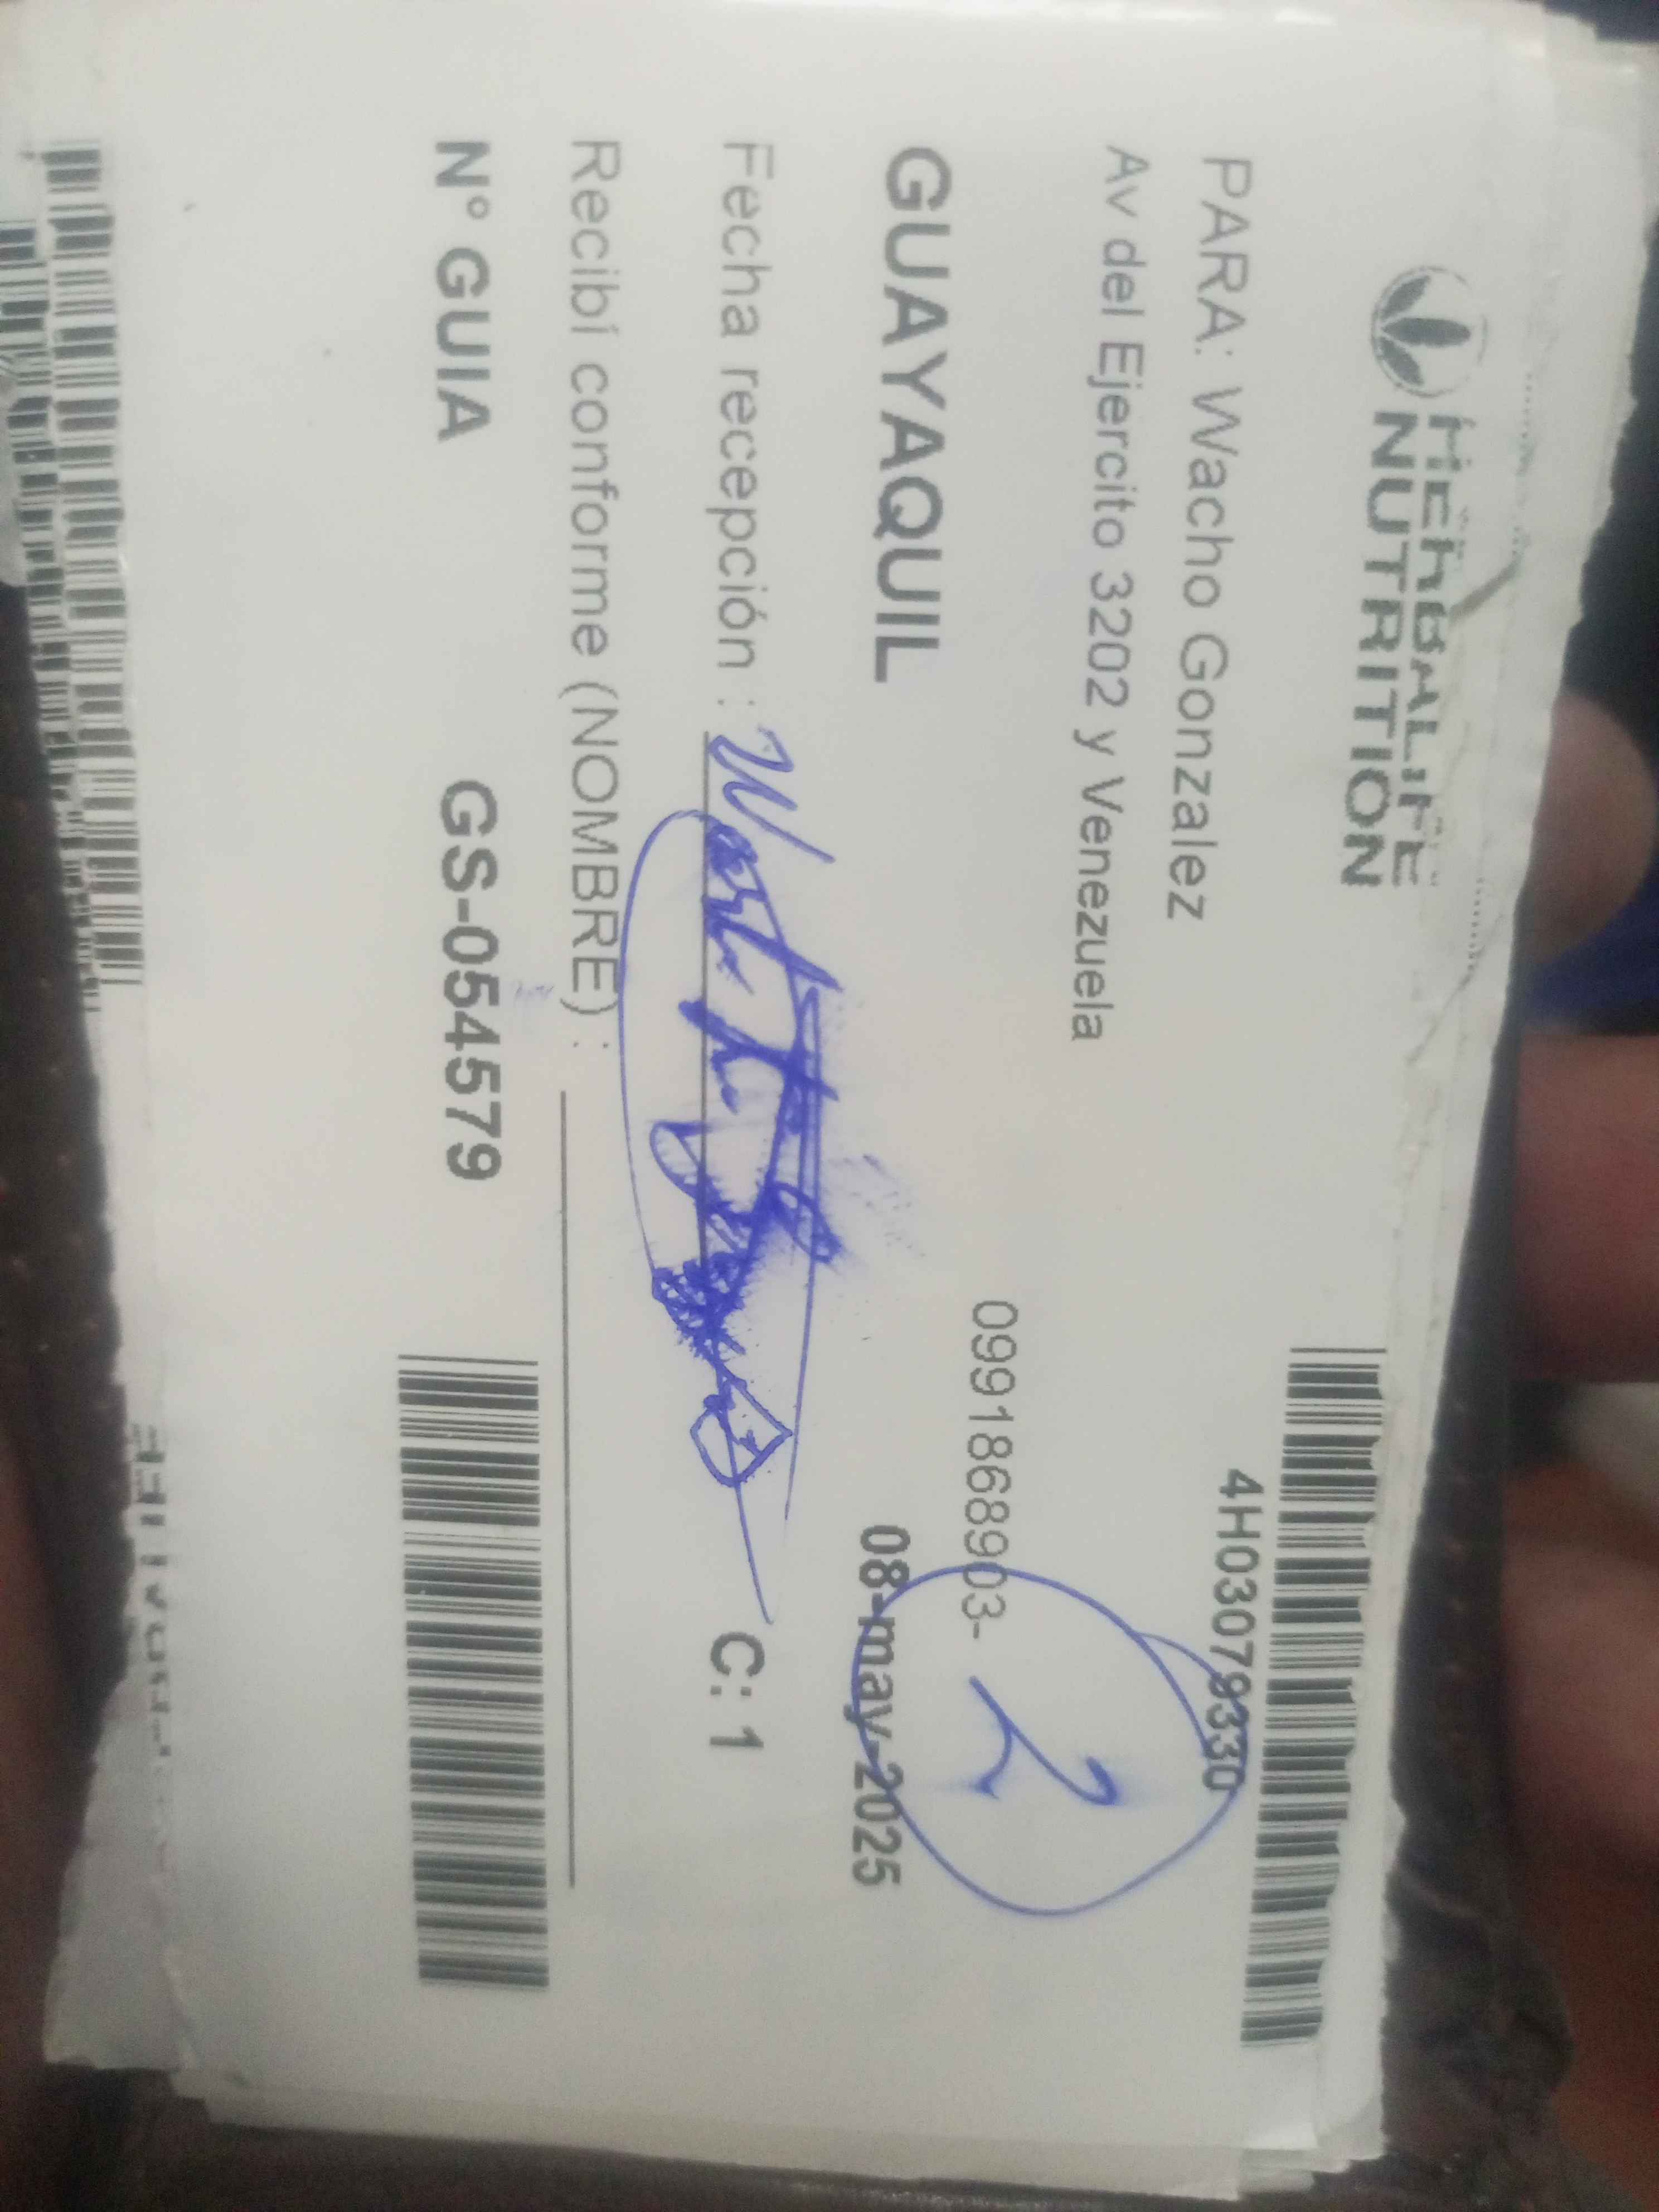 HERBALIFE
NUTRITION
4H03079330
PARA: Wacho Gonzalez
Av del Ejercito 3202 y Venezuela
0991868903-
2
GUAYAQUIL
08-may-2025
Fecha recepción :
C: 1
Recibí conforme (NOMBRE) :
N° GUIA GS-054579